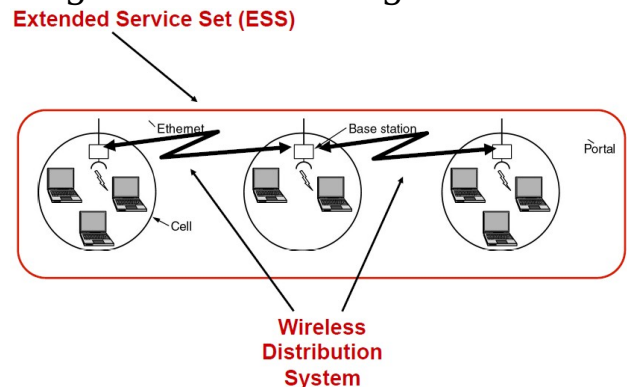 Extended Service Set (ESS)
Ethernet
Base station
Portal
Cell
Wireless
Distribution
System